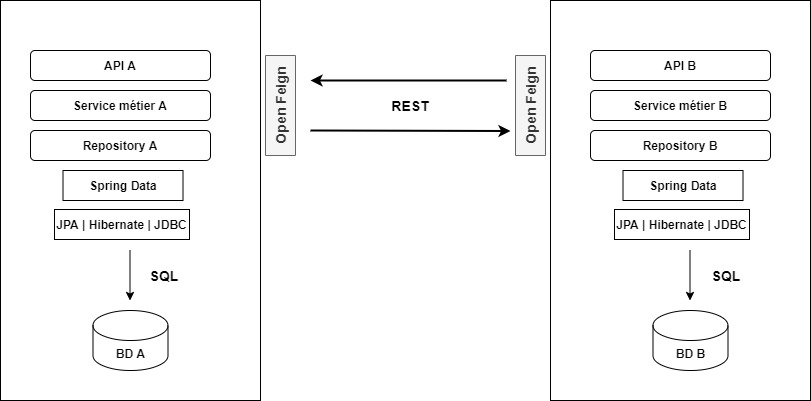 API A
Service métier A
Repository A
Spring Data
JPA | Hibernate | JDBC
SQL
BD A
Open Feign
REST
Open Feign
API B
Service métier B
Repository B
Spring Data
JPA | Hibernate | JDBC
SQL
BD B